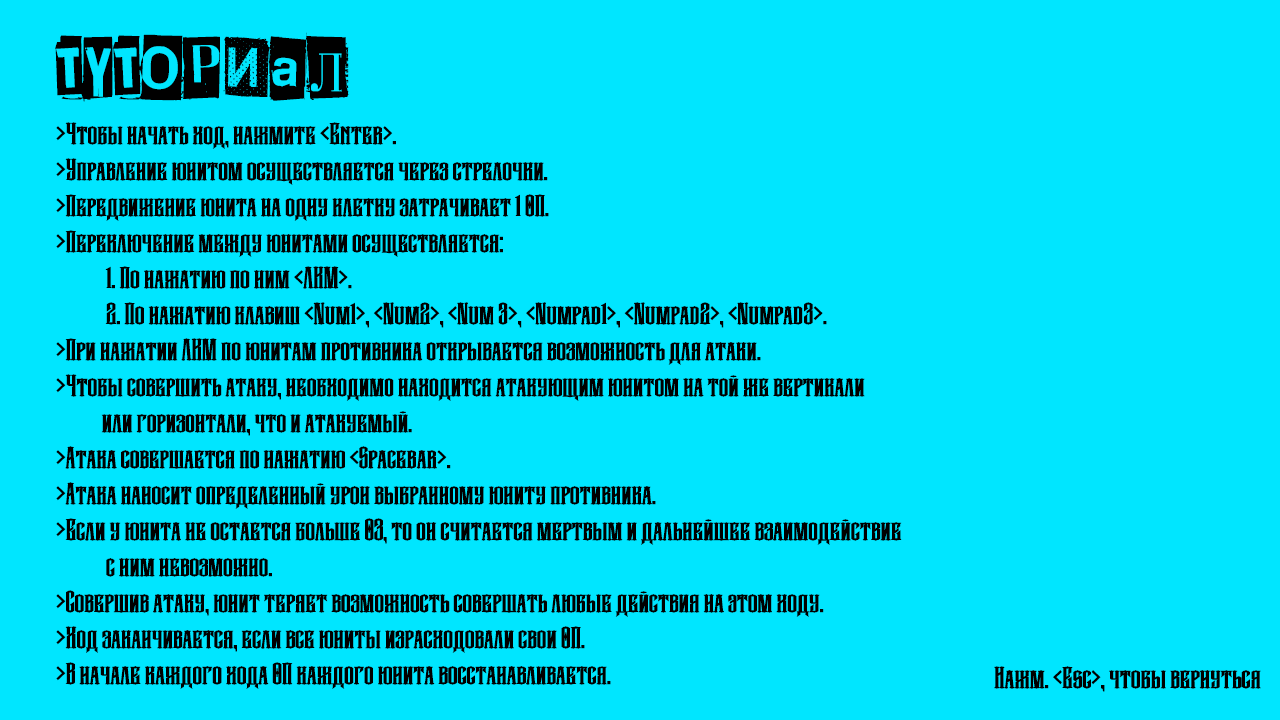 Туториал
>Чтобы начать ход, нажмите <Enter>.
>Управление юнитом осуществляется через стрелочки.
>Передвижение юнита на одну клетку затрачивает 1 ОП.
>Переключение между юнитами осуществляется:
1. По нажатию по ним <ЛКМ>.
2. По нажатию клавиш <Num1>, <Num2>, <Num 3>, <Numpad1>, <Numpad2>, <Numpad3>.
>При нажатии ЛКМ по юнитам противника открывается возможность для атаки.
>Чтобы совершить атаку, необходимо находится атакующим юнитом на той же вертикали
или горизонтали, что и атакуемый.
>Атака совершается по нажатию <Spacebar>.
>Атака наносит определенный урон выбранному юниту противника.
>Если у юнита не остается больше ОЗ, то он считается мертвым и дальнейшее взаимодействие
с ним невозможно.
>Совершив атаку, юнит теряет возможность совершать любые действия на этом ходу.
>Ход заканчивается, если все юниты израсходовали свои ОП.
>В начале каждого хода ОП каждого юнита восстанавливается.
Нажм. <Esc>, чтобы вернуться